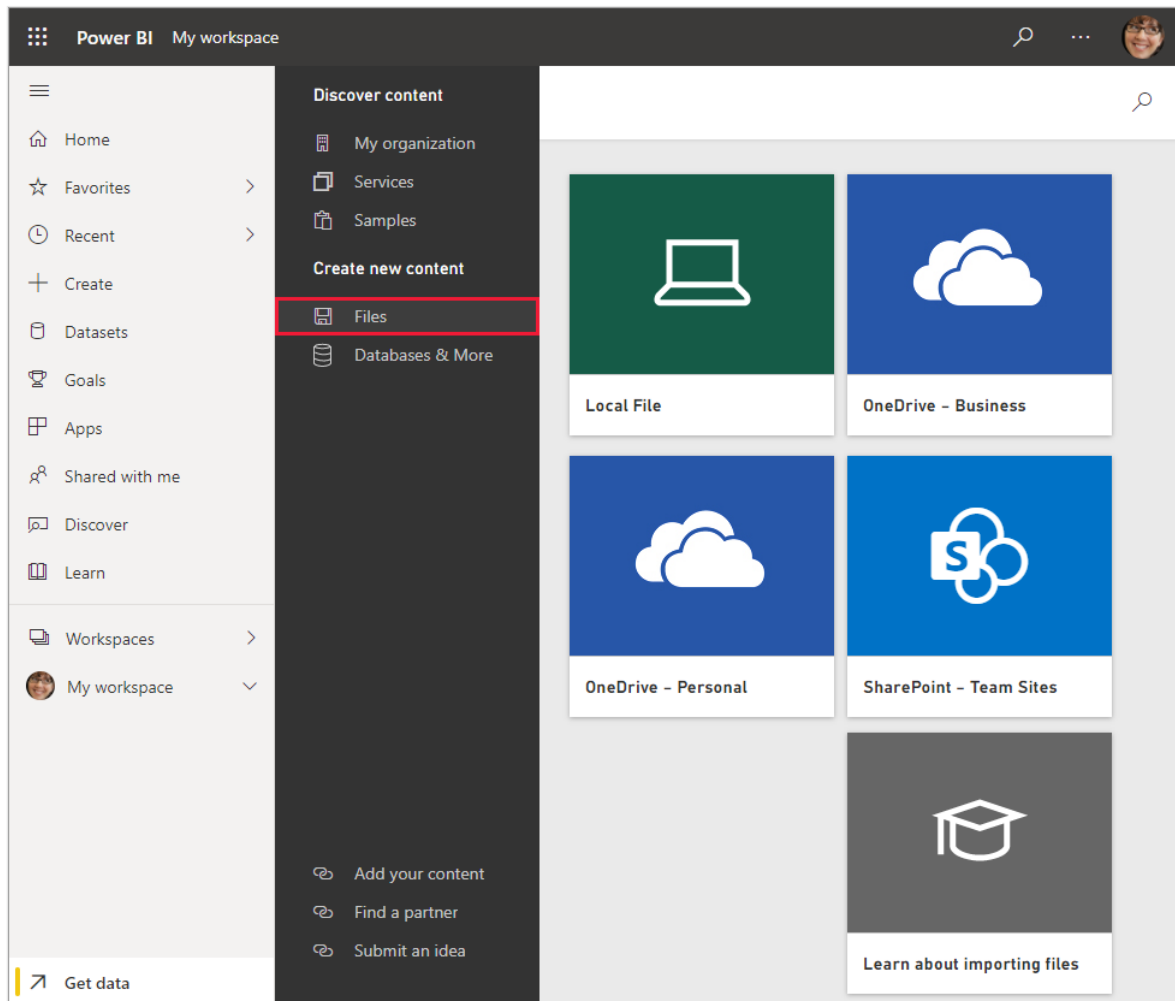 Power BI My workspace
Home
Favorites
Recent
Create
Datasets
Goals
Apps
Shared with me
Discover
Learn
Workspaces
My workspace
Get data
Discover content
My organization
Services
Samples
Create new content
Files
Databases & More
Add your content
Find a partner
Submit an idea
Local File
OneDrive – Business
OneDrive – Personal
S
SharePoint – Team Sites
Learn about importing files